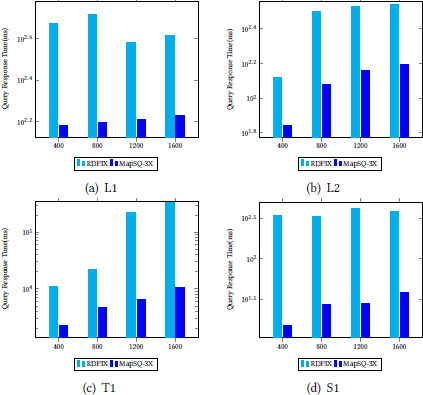 Query Response Time(ms)
10^2.6
10^2.4
10^2.2
400 800 1200 1600
RDF3X MapSQ-3X
(a) L1
Query Response Time(ms)
10^2.4
10^2.2
10^2
10^1.8
400 800 1200 1600
RDF3X MapSQ-3X
(b) L2
Query Response Time(ms)
10^5
10^4
400 800 1200 1600
RDF3X MapSQ-3X
(c) T1
Query Response Time(ms)
10^2.5
10^2
10^1.5
400 800 1200 1600
RDF3X MapSQ-3X
(d) S1